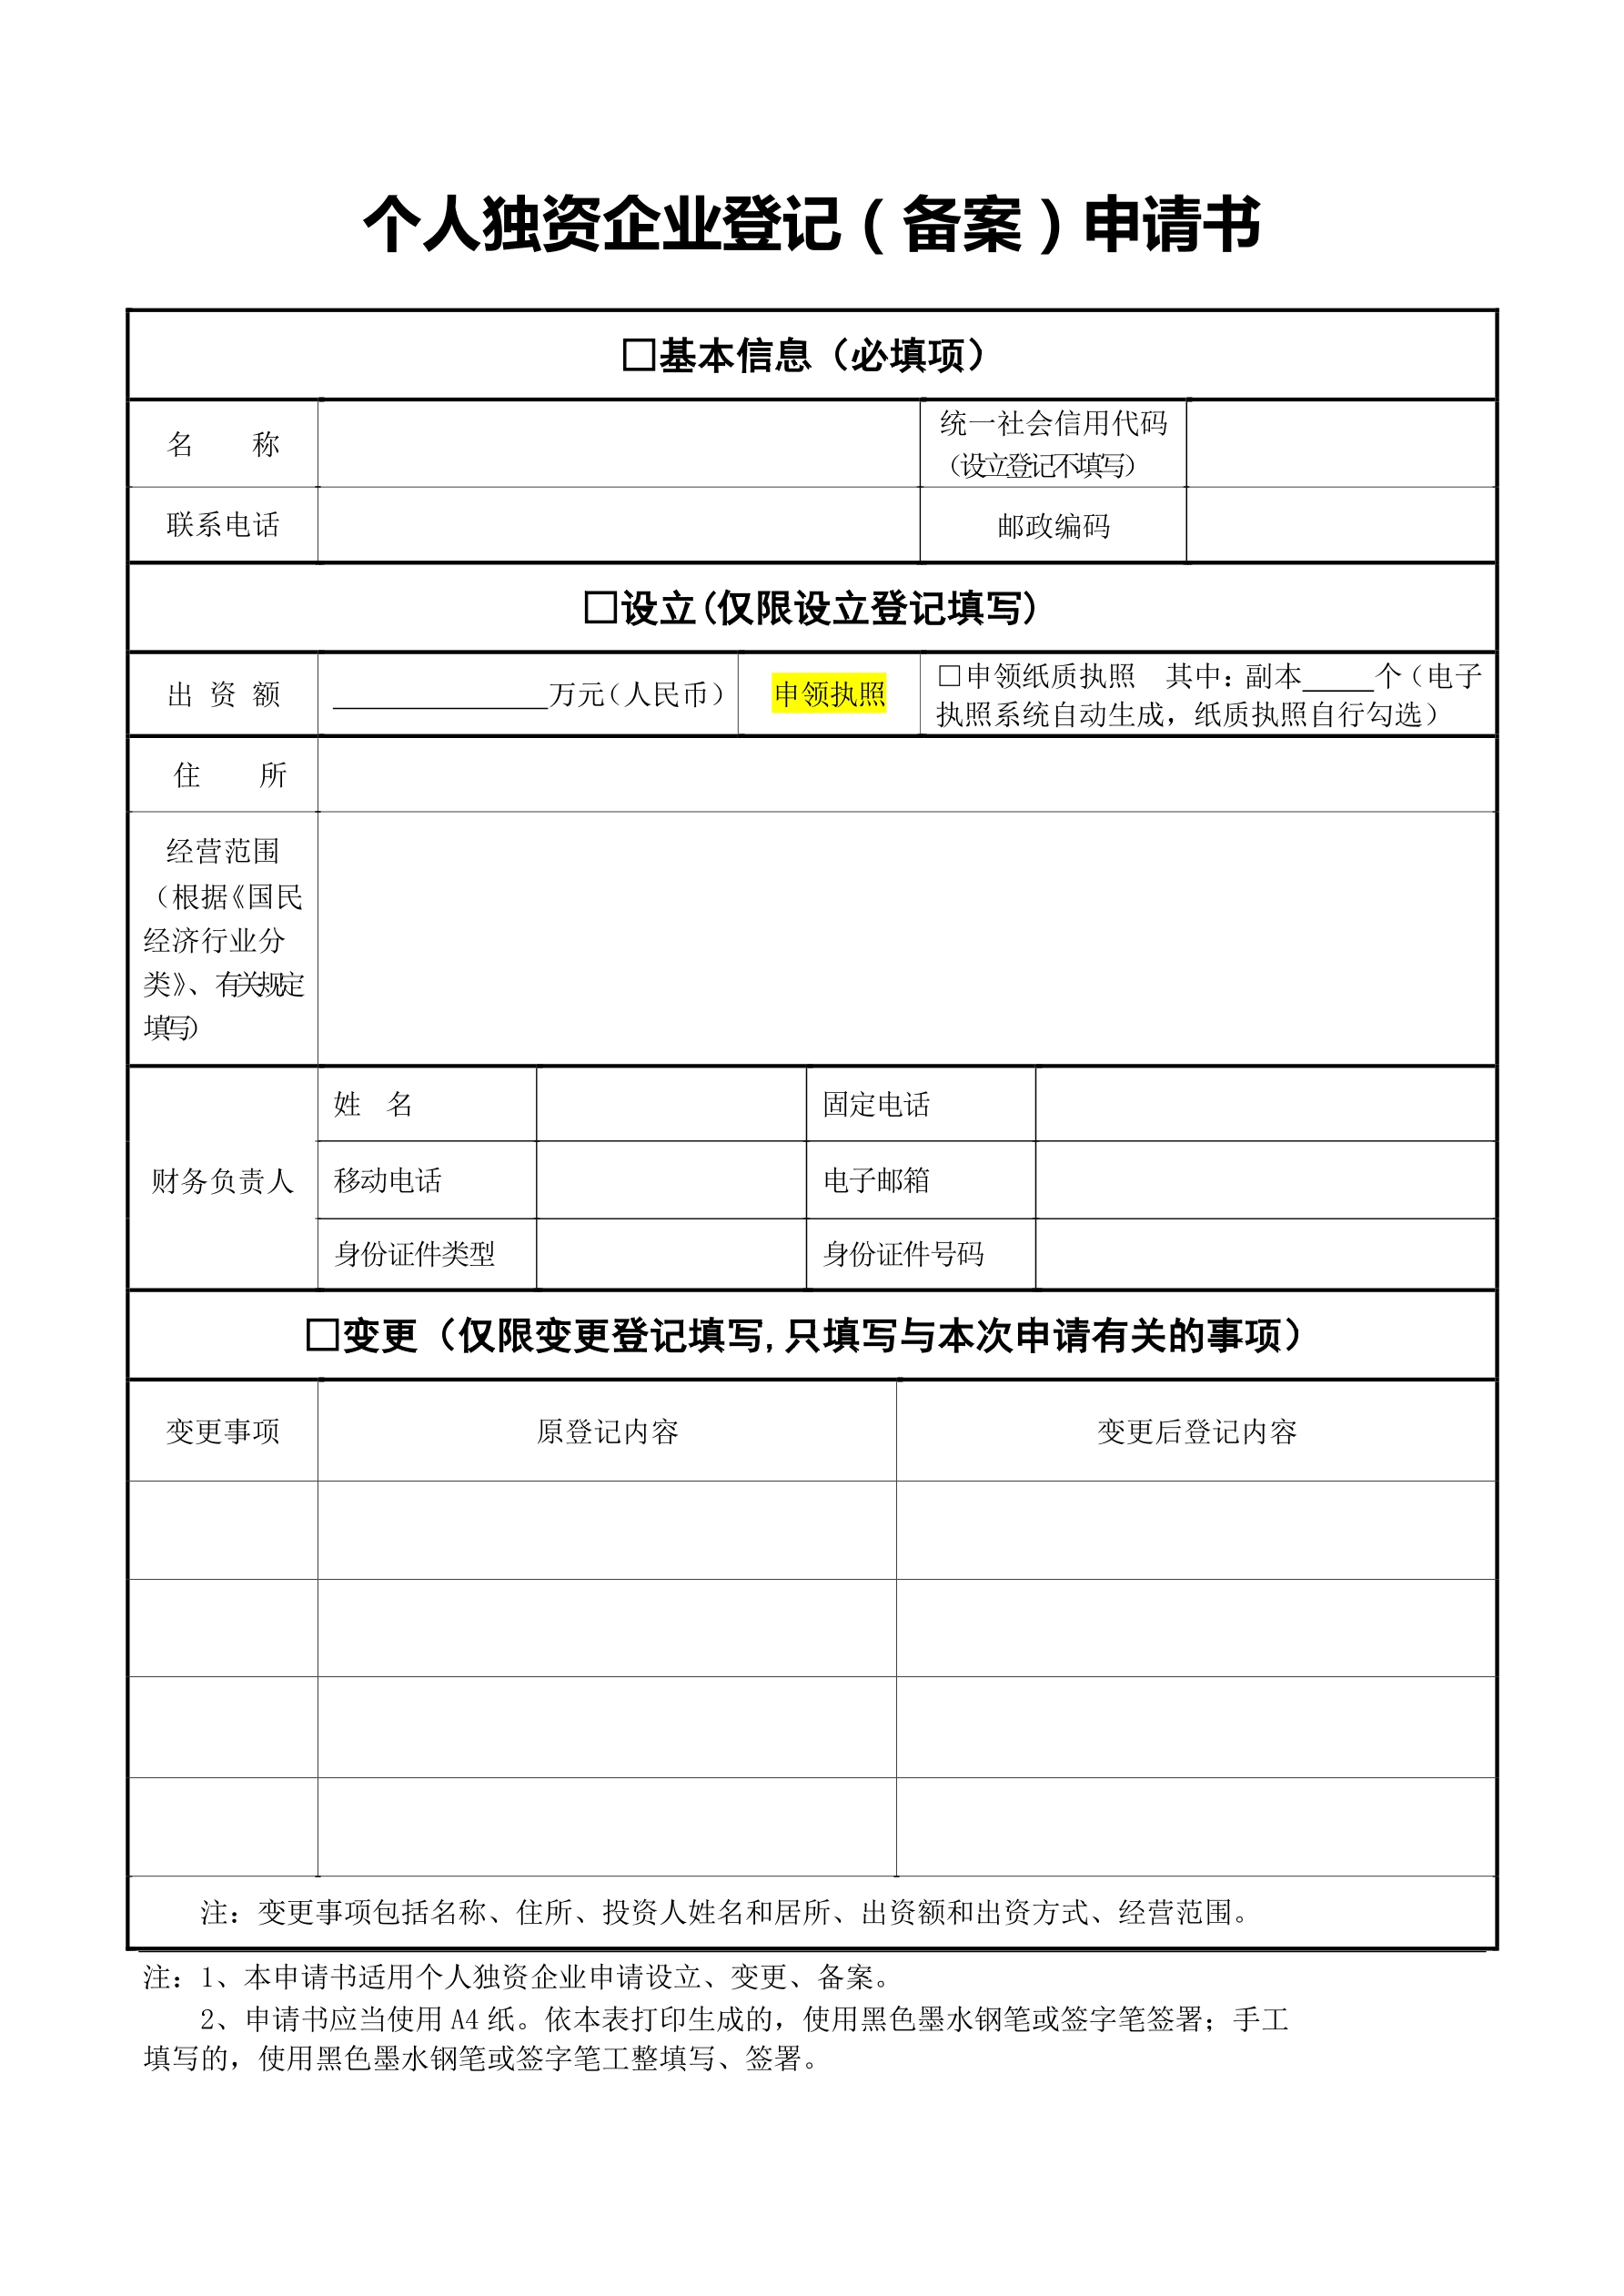 个人独资企业登记（备案）申请书
□基本信息（必填项）
名 称
统一社会信用代码
（设立登记不填写）
联系电话
邮政编码
□设立(仅限设立登记填写)
出 资 额
万元（人民币）
申领执照
□申领纸质执照 其中：副本_____个（电子
执照系统自动生成，纸质执照自行勾选）
住 所
经营范围
（根据《国民
经济行业分
类》、有关规定
填写）
财务负责人
姓 名
固定电话
移动电话
电子邮箱
身份证件类型
身份证件号码
□变更（仅限变更登记填写，只填写与本次申请有关的事项）
变更事项
原登记内容
变更后登记内容
注：变更事项包括名称、住所、投资人姓名和居所、出资额和出资方式、经营范围。
注：1、本申请书适用个人独资企业申请设立、变更、备案。
2、申请书应当使用 A4 纸。依本表打印生成的，使用黑色墨水钢笔或签字笔签署；手工
填写的，使用黑色墨水钢笔或签字笔工整填写、签署。